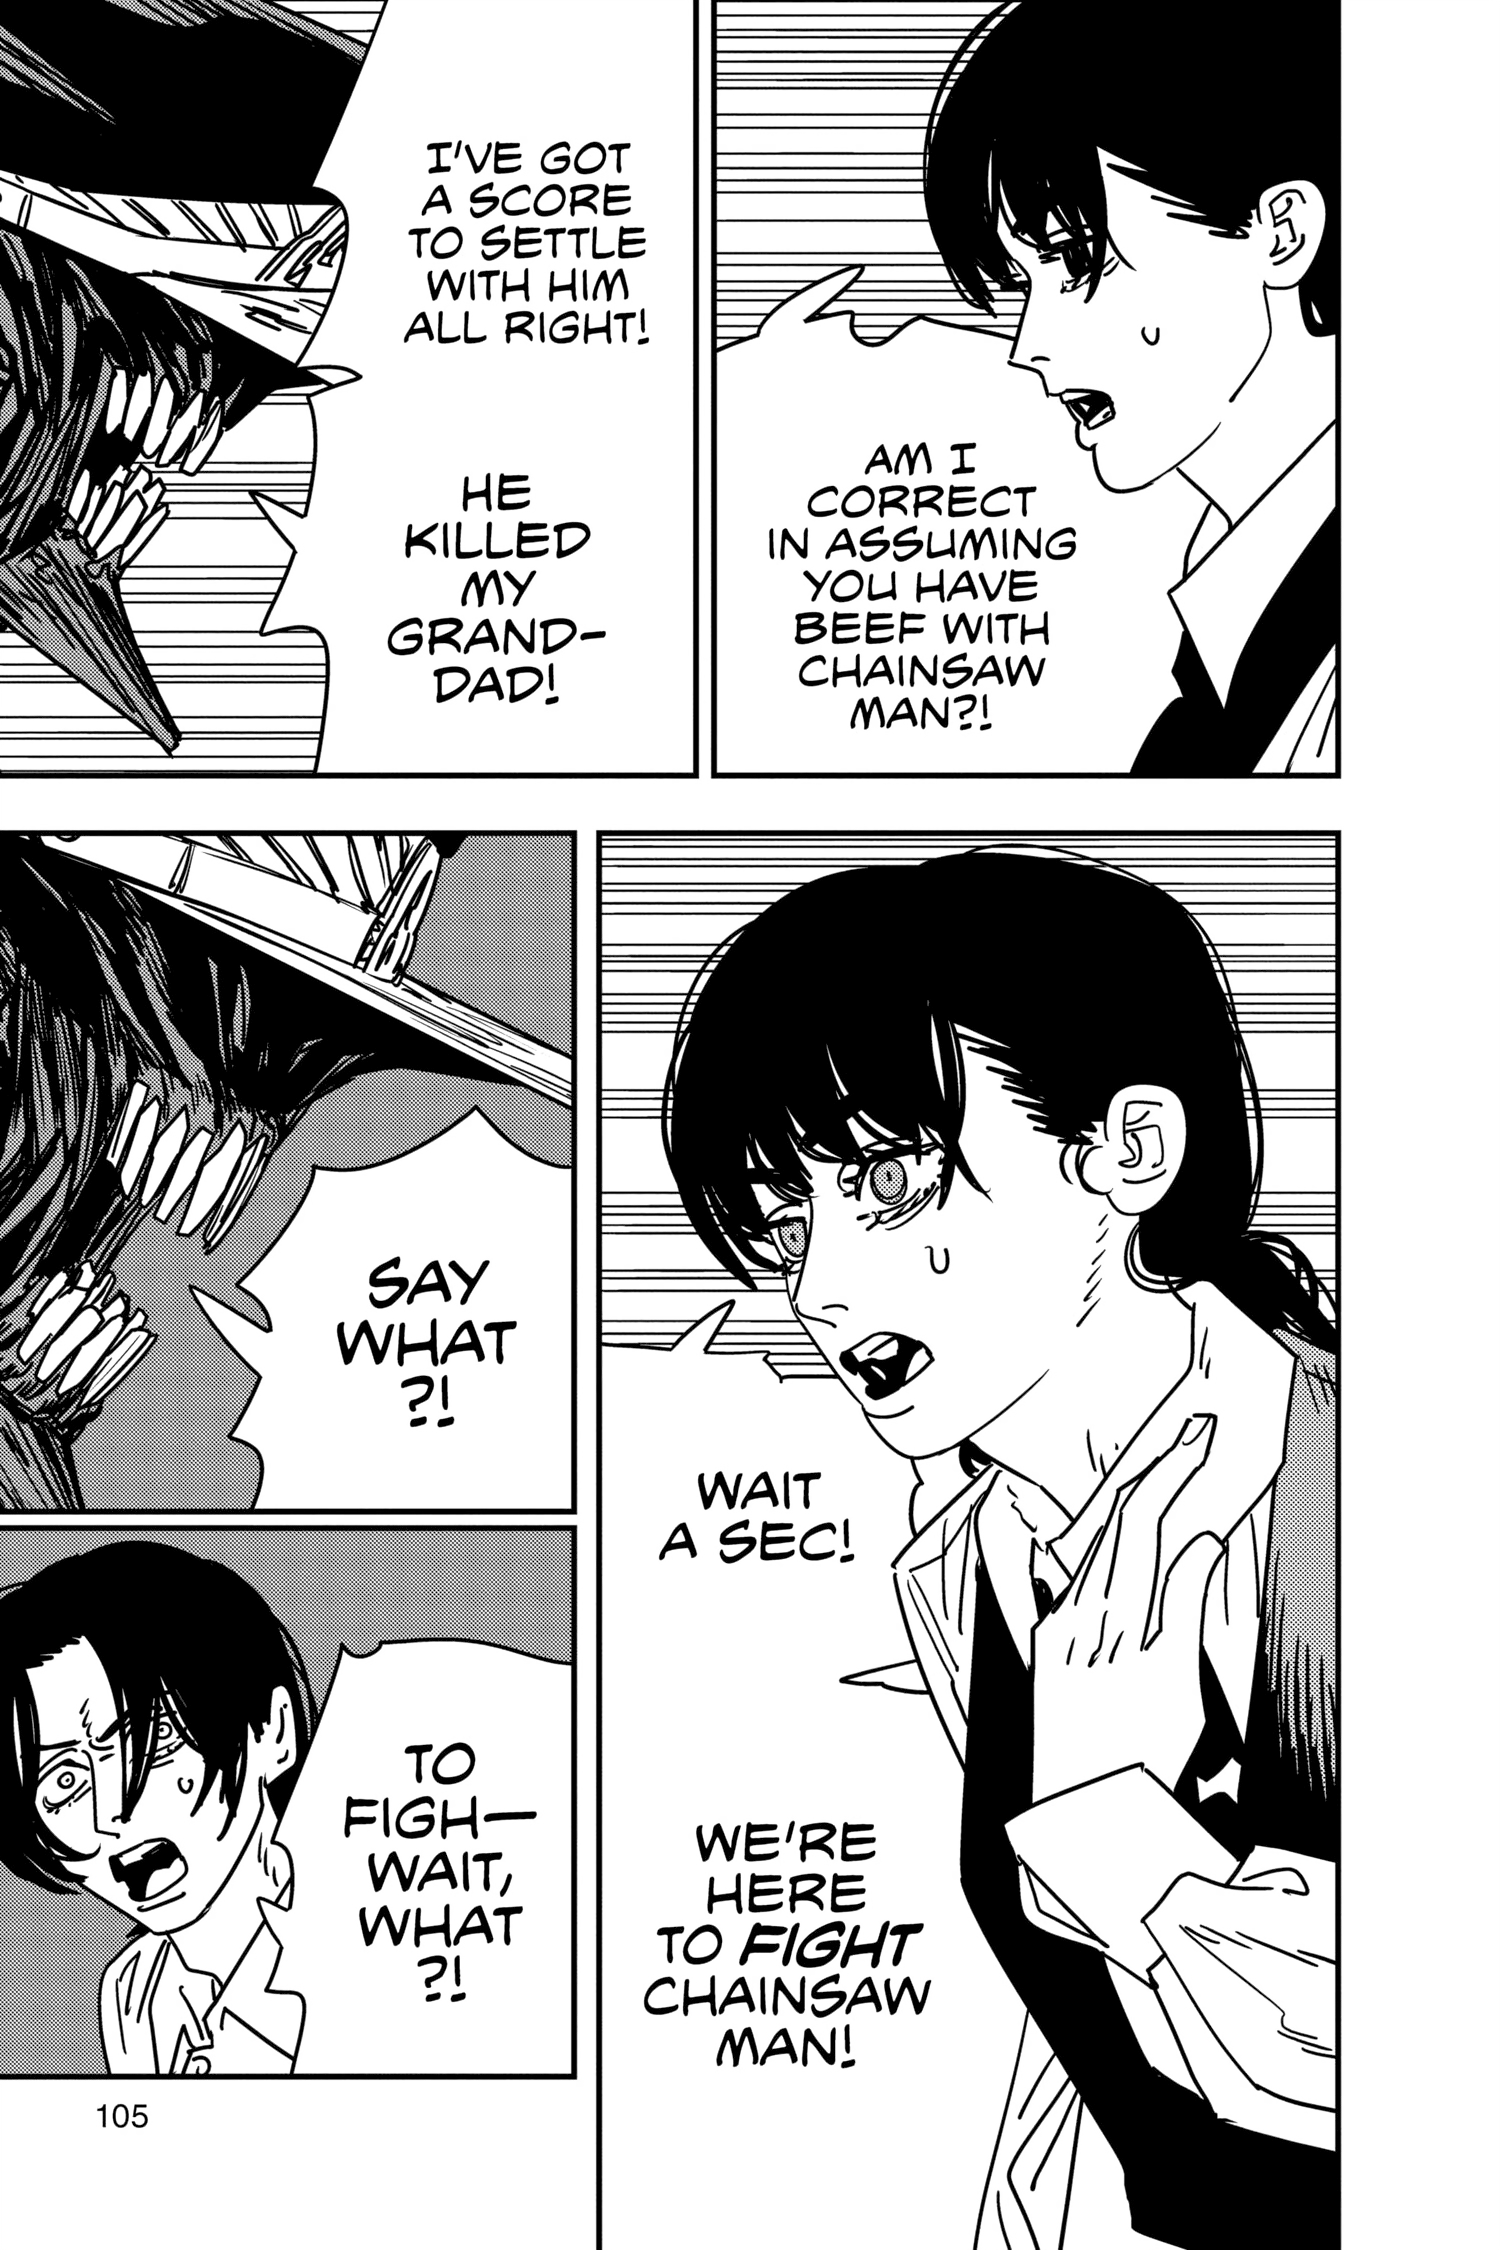 AM I
CORRECT
IN ASSUMING
YOU HAVE
BEEF WITH
CHAINSAW
MAN?!
I'VE GOT
A SCORE
TO SETTLE
WITH HIM
ALL RIGHT!
HE
KILLED
MY
GRAND-
DAD!
WAIT
A SEC!
WE'RE
HERE
TO FIGHT
CHAINSAW
MAN!
SAY
WHAT
?!
TO
FIGH—
WAIT,
WHAT
?!
105